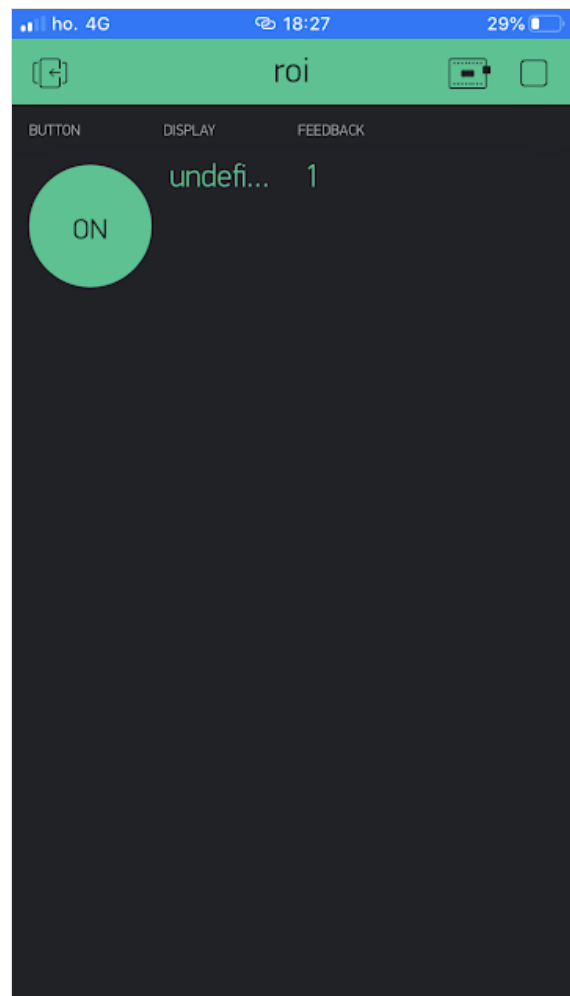 ho. 4G 18:27 29%
roi
BUTTON DISPLAY FEEDBACK
undefi... 1
ON